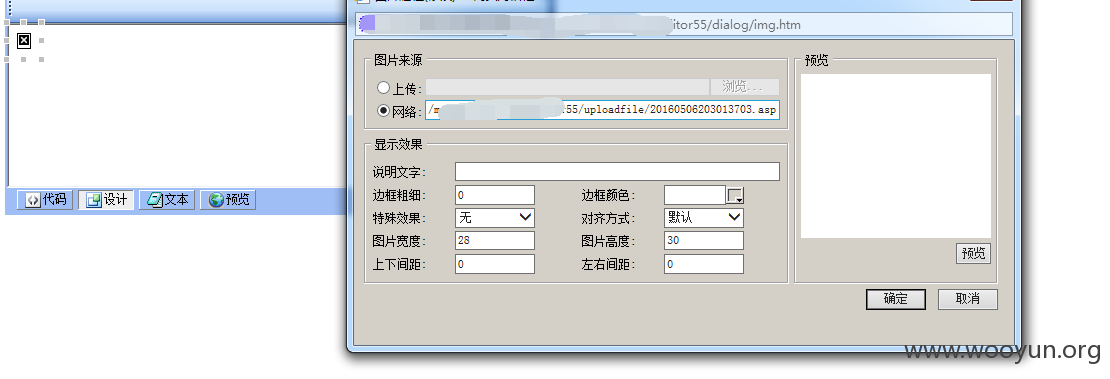 itor55/dialog/img.htm
图片来源
上传:
浏览...
网络:
/m
:55/uploadfile/20160506203013703.asp
显示效果
说明文字:
边框粗细:
0
边框颜色:
特殊效果:
无
对齐方式:
默认
图片宽度:
28
图片高度:
30
上下间距:
0
左右间距:
0
预览
预览
确定
取消
代码
设计
文本
预览
www.wooyun.org